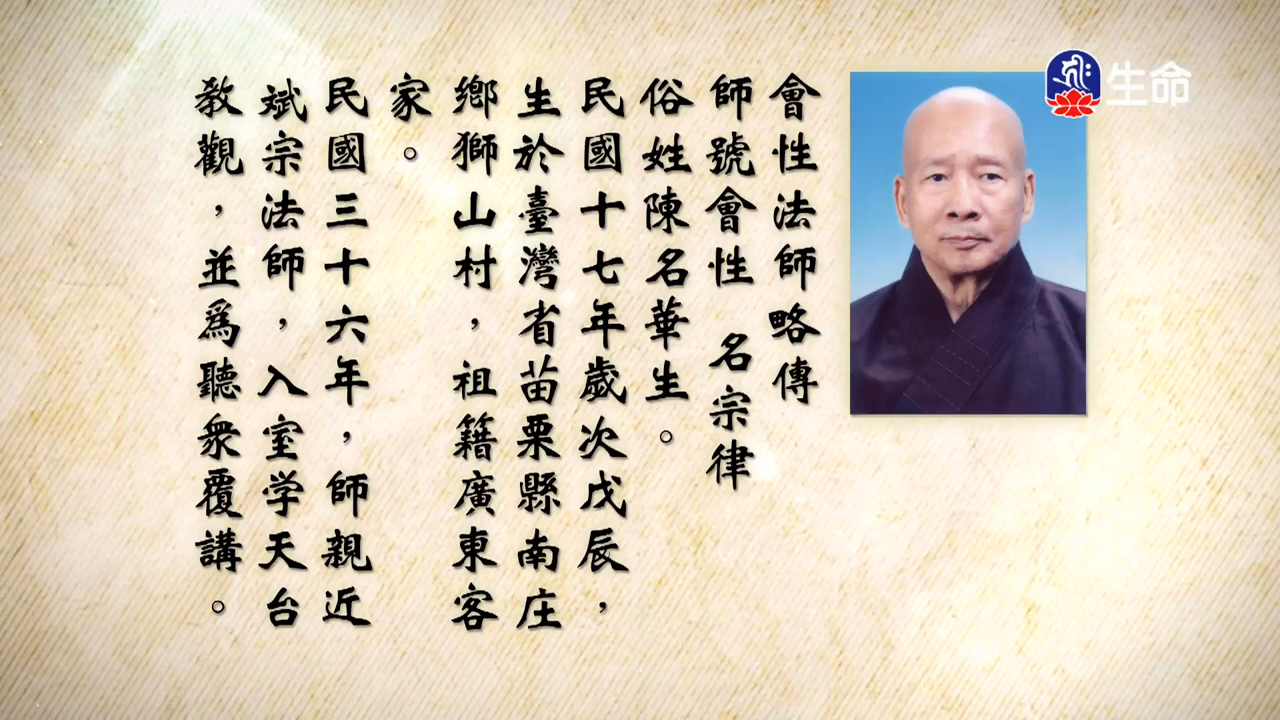 會性法師略傳
師號會性 名宗律
俗姓陳名華生。
民國十七年歲次戊辰，
生於臺灣省苗栗縣南庄
鄉獅山村，祖籍廣東客
家。
民國三十六年，師親近
斌宗法師，入室学天台
教觀，並爲聽衆覆講。
生命